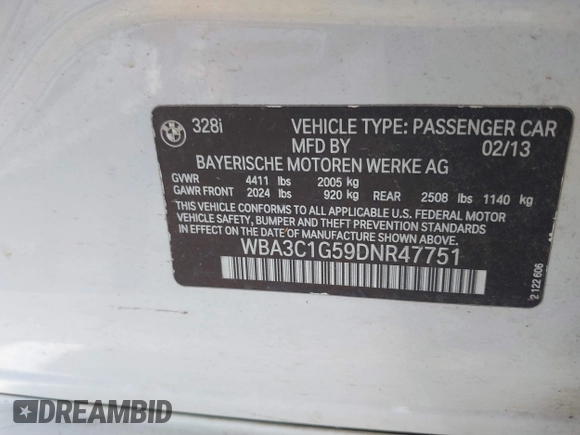 BMW
328i VEHICLE TYPE: PASSENGER CAR
MFD BY 02/13
BAYERISCHE MOTOREN WERKE AG
GVWR 4411 lbs 2005 kg
GAWR FRONT 2024 lbs 920 kg REAR 2508 lbs 1140 kg
THIS VEHICLE CONFORMS TO ALL APPLICABLE U.S. FEDERAL MOTOR
VEHICLE SAFETY, BUMPER AND THEFT PREVENTION STANDARDS
IN EFFECT ON THE DATE OF MANUFACTURE SHOWN ABOVE.
WBA3C1G59DNR47751
2 122 606
DREAMBID